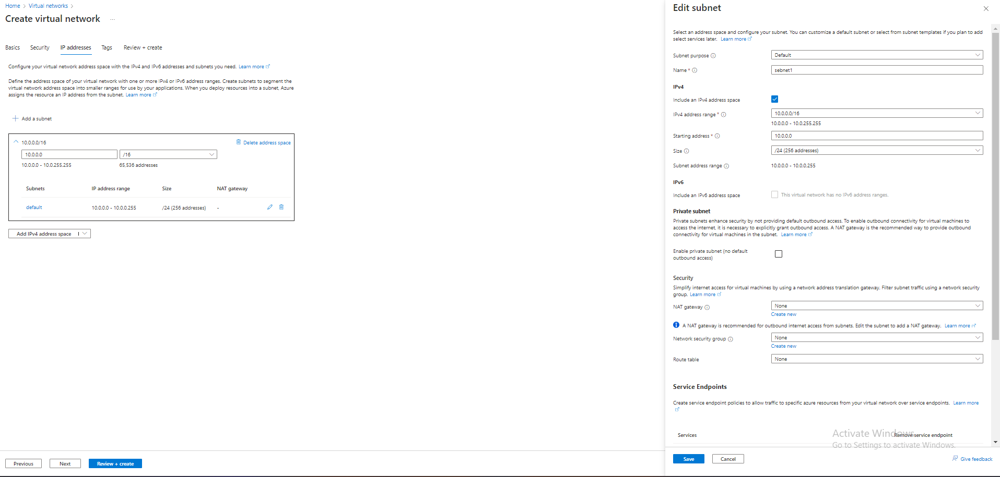 Home > Virtual networks >
Create virtual network ...
Basics Security IP addresses Tags Review + create
Configure your virtual network address space with the IPv4 and IPv6 addresses and subnets you need. Learn more
Define the address space of your virtual network with one or more IPv4 or IPv6 address ranges. Create subnets to segment the
virtual network address space into smaller ranges for use by your applications. When you deploy resources into a subnet, Azure
assigns the resource an IP address from the subnet. Learn more
+ Add a subnet
10.0.0.0/16 Delete address space
10.0.0.0 /16
10.0.0.0 - 10.0.255.255 65,536 addresses
Subnets IP address range Size NAT gateway
default 10.0.0.0 - 10.0.0.255 /24 (256 addresses) -
Add IPv4 address space |
Previous Next Review + create
Edit subnet
Select an address space and configure your subnet. You can customize a default subnet or select from subnet templates if you plan to add
select services later. Learn more
Subnet purpose Default
Name * sebnet1
IPv4
Include an IPv4 address space
IPv4 address range * 10.0.0.0/16
10.0.0.0 - 10.0.255.255
Starting address * 10.0.0.0
Size /24 (256 addresses)
Subnet address range 10.0.0.0 - 10.0.0.255
IPv6
Include an IPv6 address space This virtual network has no IPv6 address ranges.
Private subnet
Private subnets enhance security by not providing default outbound access. To enable outbound connectivity for virtual machines to
access the internet, it is necessary to explicitly grant outbound access. A NAT gateway is the recommended way to provide outbound
connectivity for virtual machines in the subnet. Learn more
Enable private subnet (no default
outbound access)
Security
Simplify internet access for virtual machines by using a network address translation gateway. Filter subnet traffic using a network security
group. Learn more
NAT gateway None
Create new
A NAT gateway is recommended for outbound internet access from subnets. Edit the subnet to add a NAT gateway. Learn more
Network security group None
Create new
Route table None
Service Endpoints
Create service endpoint policies to allow traffic to specific azure resources from your virtual network over service endpoints. Learn more
Services Remove service endpoint
Activate Windows
Go to Settings to activate Windows.
Save Cancel Give feedback